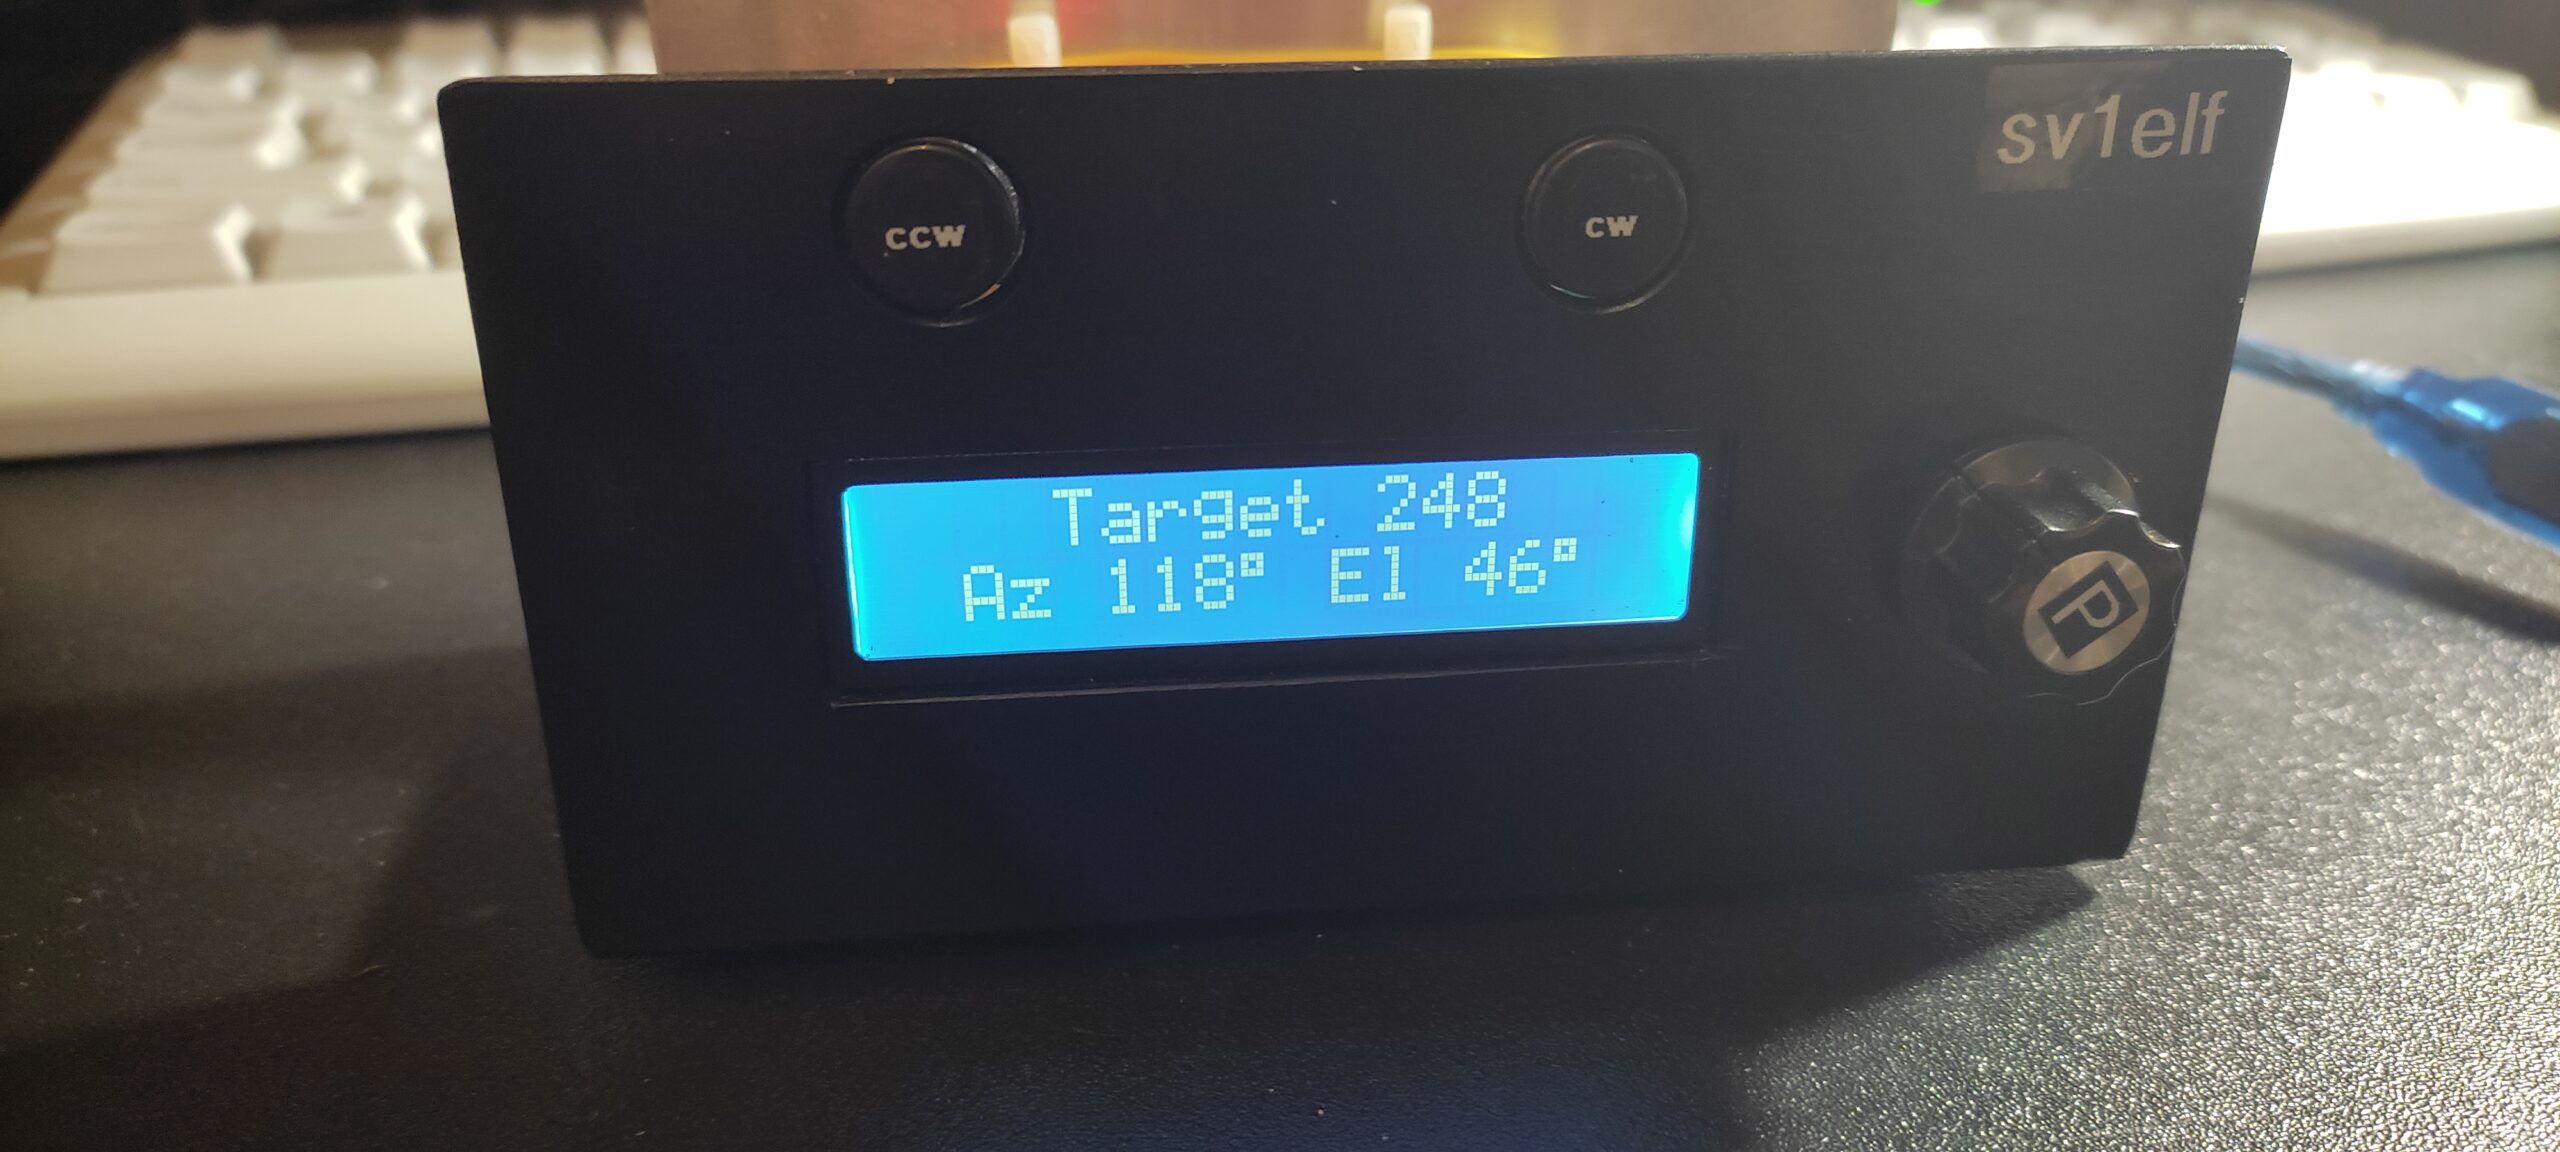 sv1elf
CCW
CW
Target 248
Az 118° El 46°
P